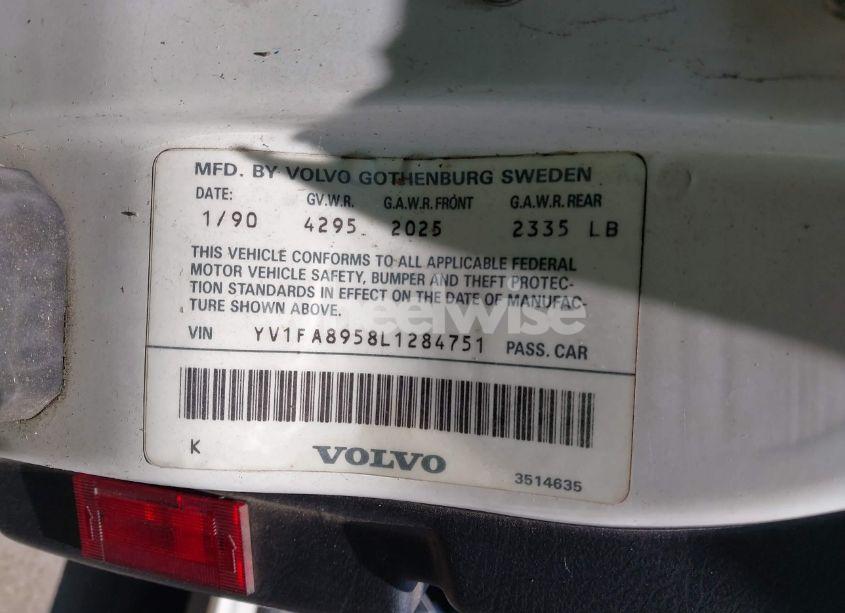 MFD. BY VOLVO GOTHENBURG SWEDEN
DATE: GV.W.R. G.A.W.R. FRÓNT G.A.W.R. REAR
1/90 4295 2025 2335 LB
THIS VEHICLE CONFORMS TO ALL APPLICABLE FEDERAL
MOTOR VEHICLE SAFETY, BUMPER AND THEFT PROTEC-
TION STANDARDS IN EFFECT ON THE DATE OF MANUFAC-
TURE SHOWN ABOVE.
VIN YV1FA8958L1284751 PASS. CAR
K VOLVO 3514635